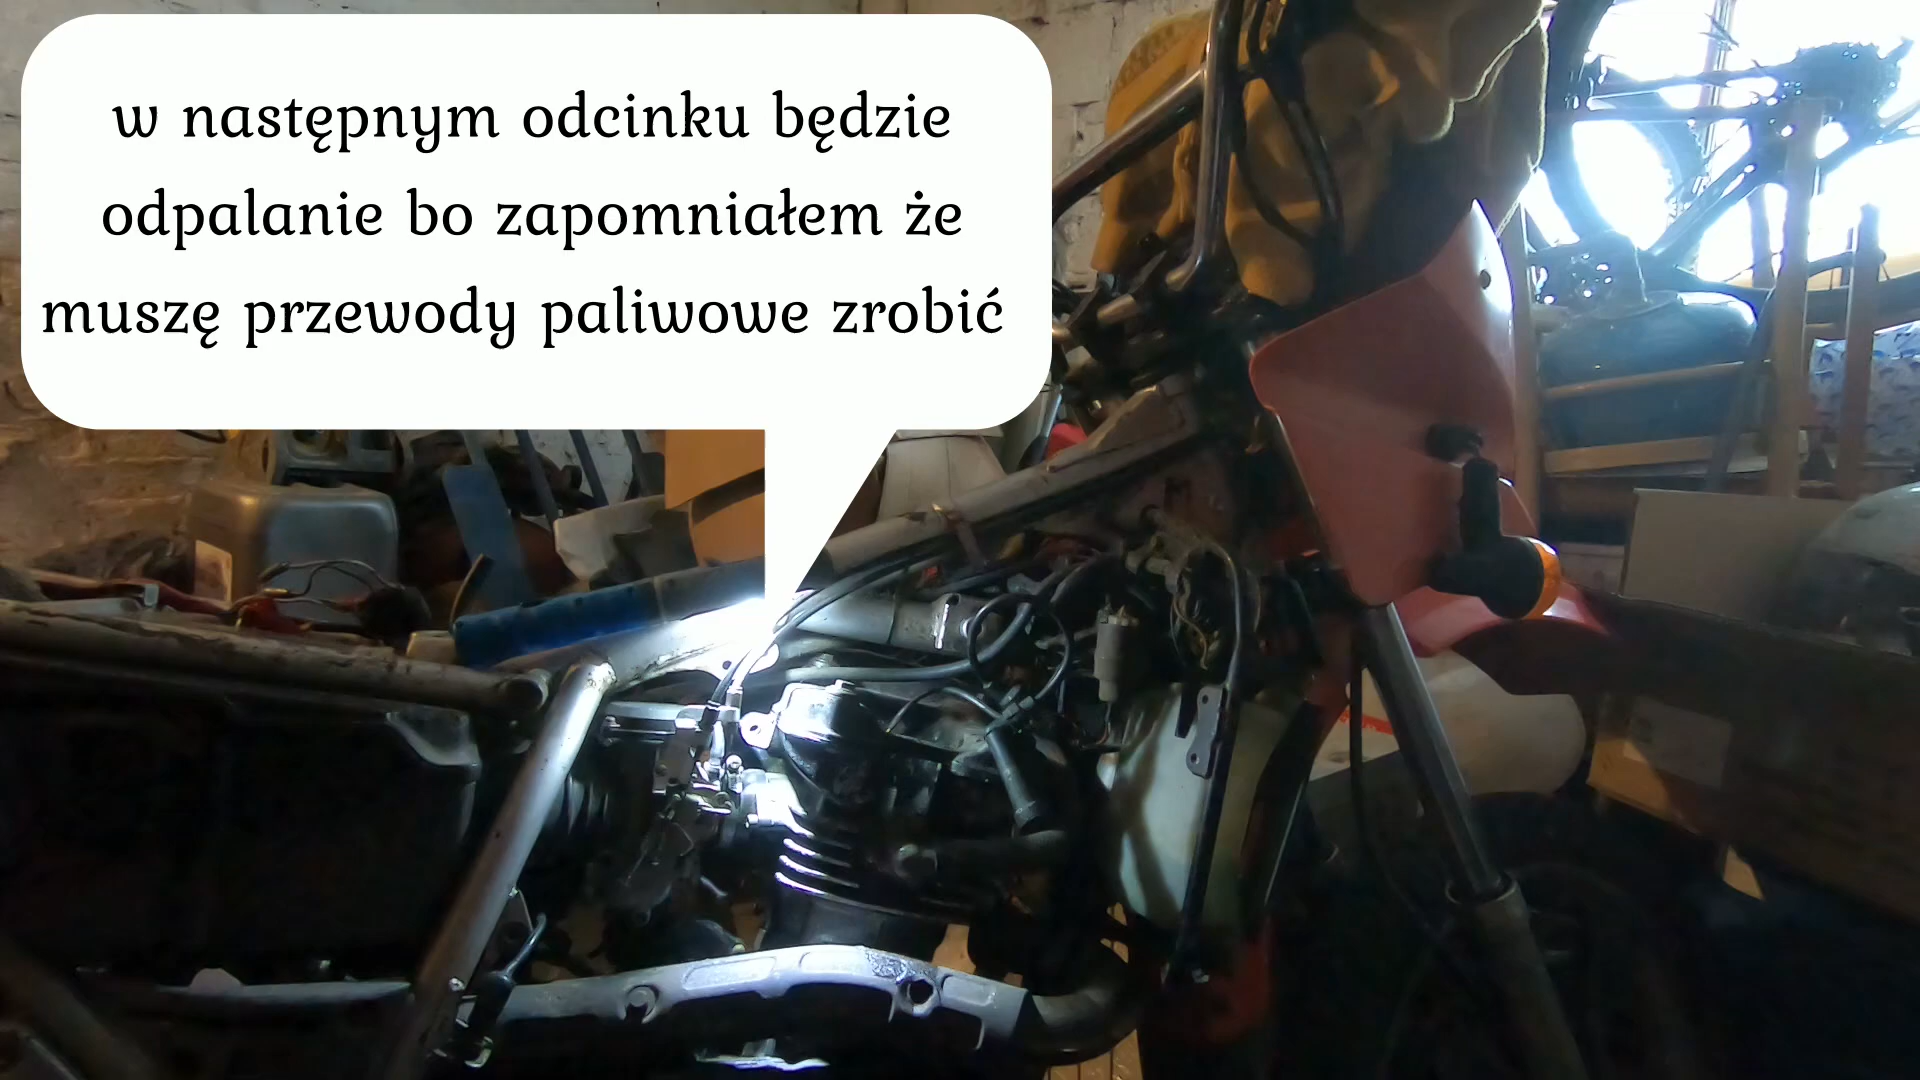 w następnym odcinku będzie
odpalanie bo zapomniałem że
muszę przewody paliwowe zrobić